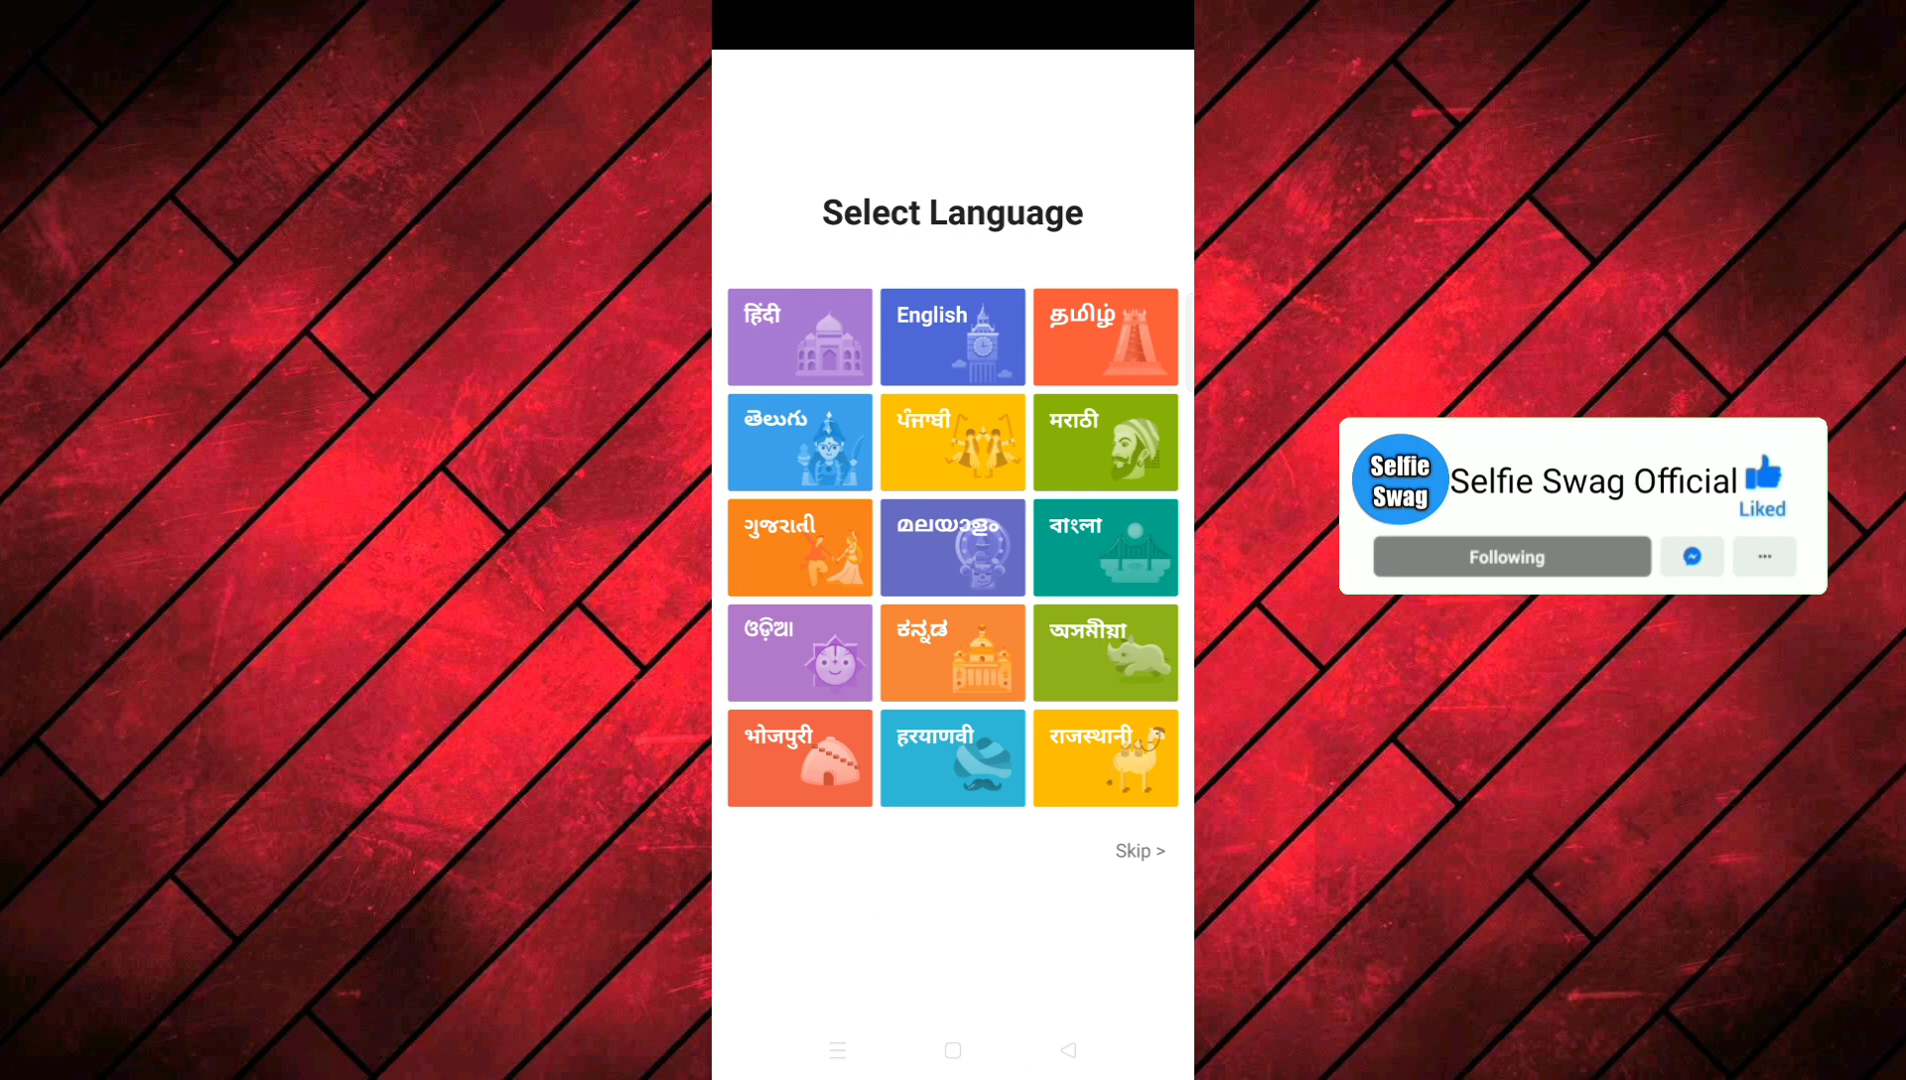 Select Language
हिंदी
English
தமிழ்
తెలుగు
ਪੰਜਾਬੀ
मराठी
ગુજરાતી
മലയാളം
বাংলা
ଓଡ଼ିଆ
ಕನ್ನಡ
অসমীয়া
भोजपुरी
हरयाणवी
राजस्थानी
Skip >
Selfie
Swag
Selfie Swag Official
Liked
Following